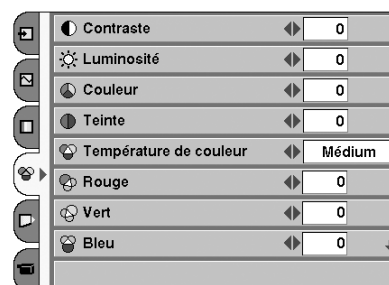 Contraste 0
Luminosité 0
Couleur 0
Teinte 0
Température de couleur Médium
Rouge 0
Vert 0
Bleu 0